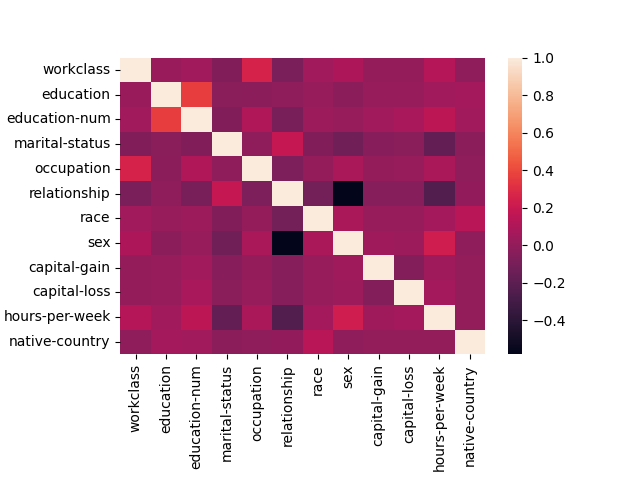 workclass
education
education-num
marital-status
occupation
relationship
race
sex
capital-gain
capital-loss
hours-per-week
native-country
workclass
education
education-num
marital-status
occupation
relationship
race
sex
capital-gain
capital-loss
hours-per-week
native-country
1.0
0.8
0.6
0.4
0.2
0.0
−0.2
−0.4